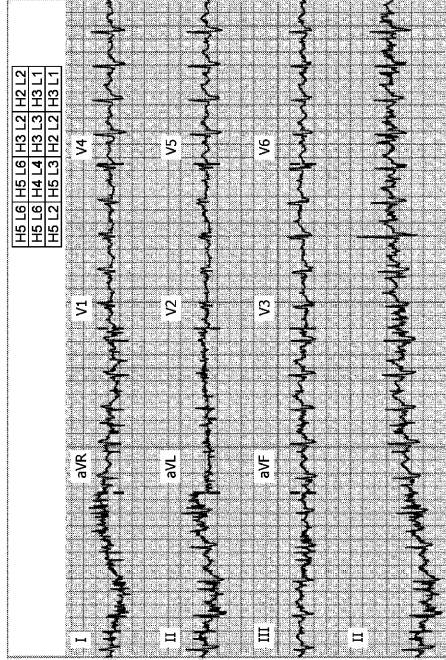 H5 L6 H5 L6 H3 L2 H2 L2
H5 L6 H4 L4 H3 L3 H3 L1
H5 L2 H5 L3 H2 L2 H3 L1
I aVR V1 V4
II aVL V2 V5
III aVF V3 V6
II